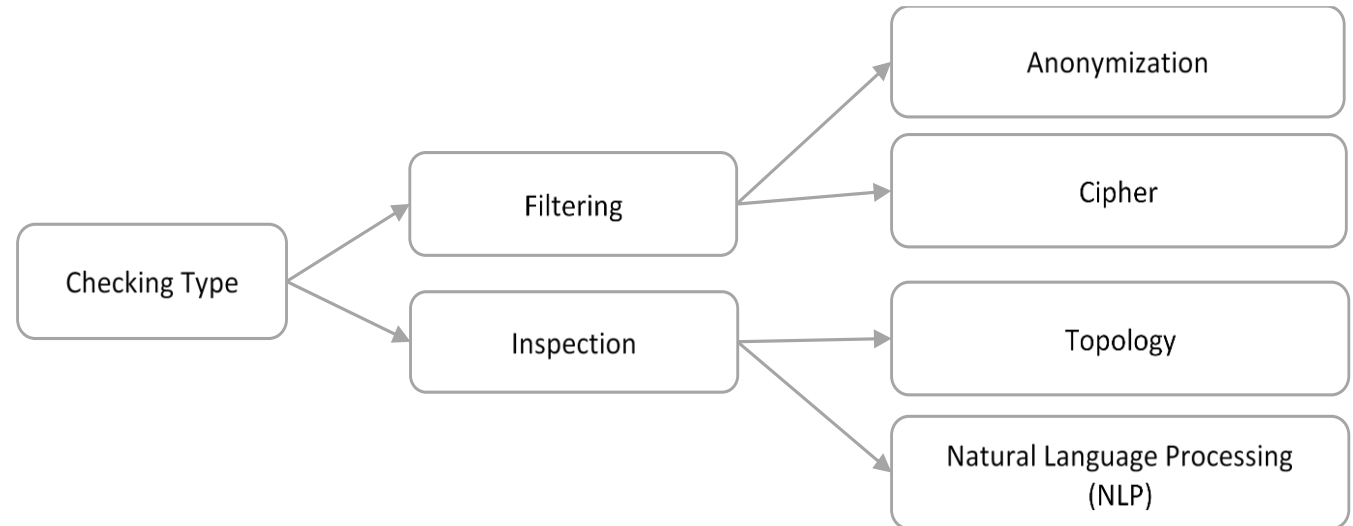 Checking Type
Filtering
Inspection
Anonymization
Cipher
Topology
Natural Language Processing
(NLP)